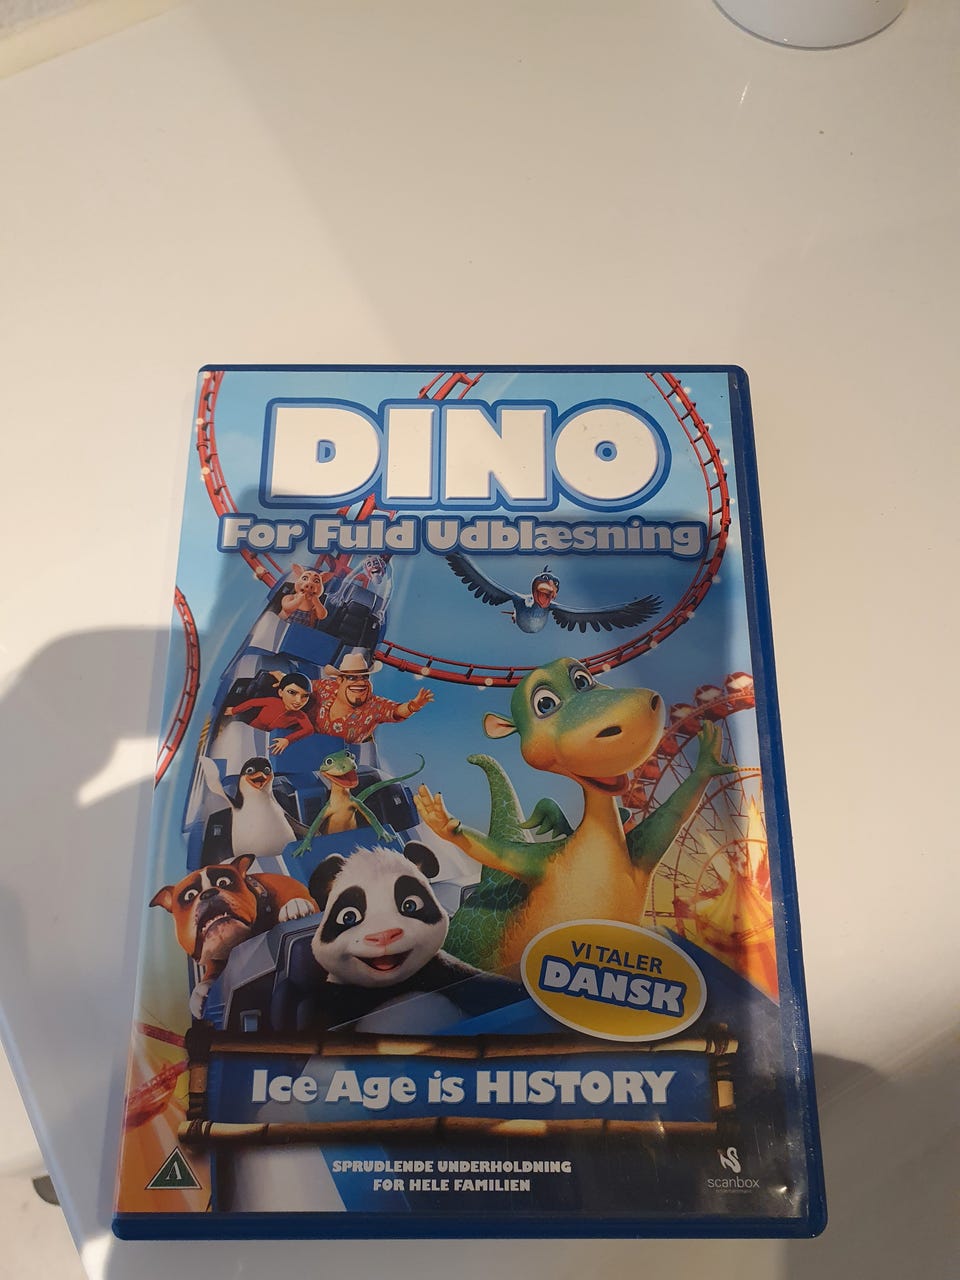 DINO
For Fuld Udblæsning
VI TALER
DANSK
Ice Age is HISTORY
SPRUDLENDE UNDERHOLDNING
FOR HELE FAMILIEN
A
scanbox